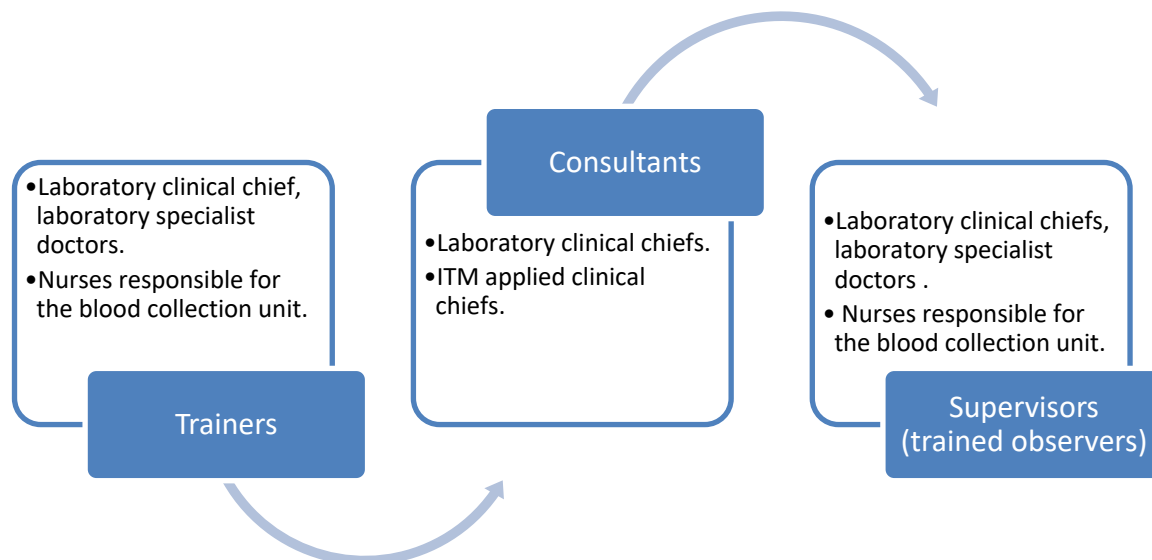 •Laboratory clinical chief,
laboratory specialist
doctors.
•Nurses responsible for
the blood collection unit.
Trainers
Consultants
•Laboratory clinical chiefs.
•ITM applied clinical
chiefs.
•Laboratory clinical chiefs,
laboratory specialist
doctors .
• Nurses responsible for
the blood collection unit.
Supervisors
(trained observers)